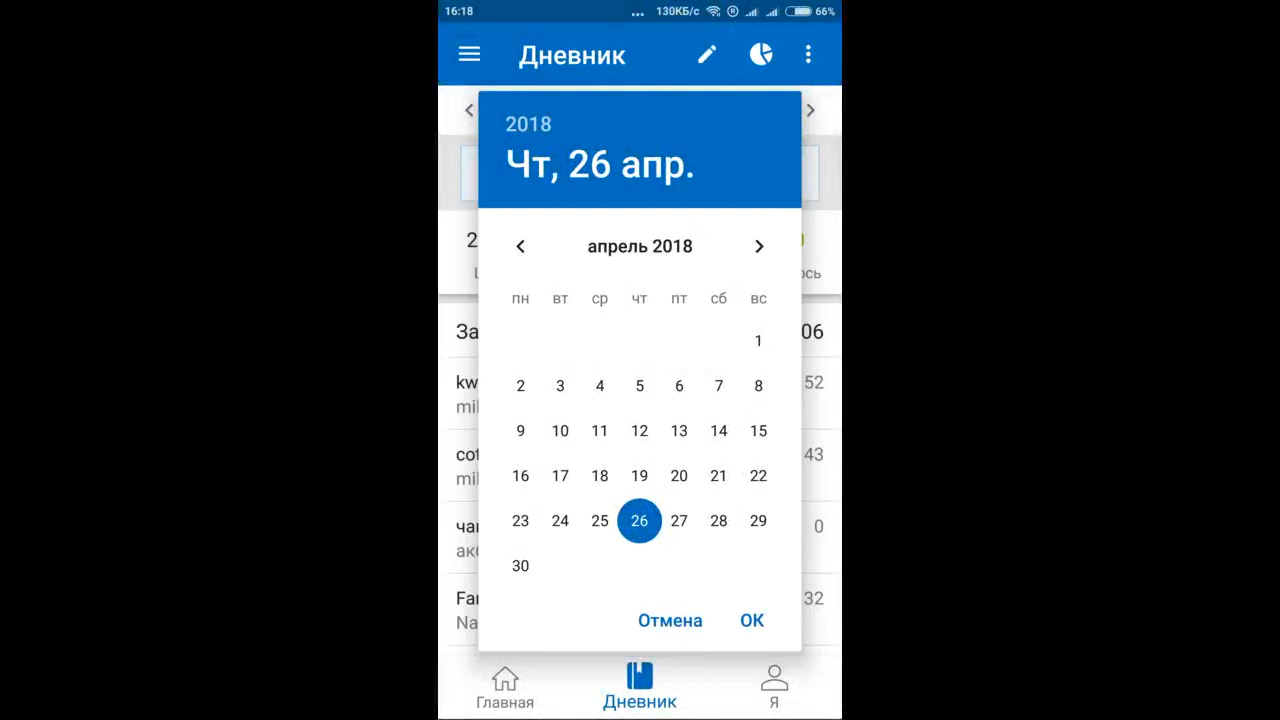 16:18 ... 130КБ/с R 66%
Дневник
2018
Чт, 26 апр.
апрель 2018
пн вт ср чт пт сб вс
1
2 3 4 5 6 7 8
9 10 11 12 13 14 15
16 17 18 19 20 21 22
23 24 25 26 27 28 29
30
Отмена ОК
Главная Дневник Я